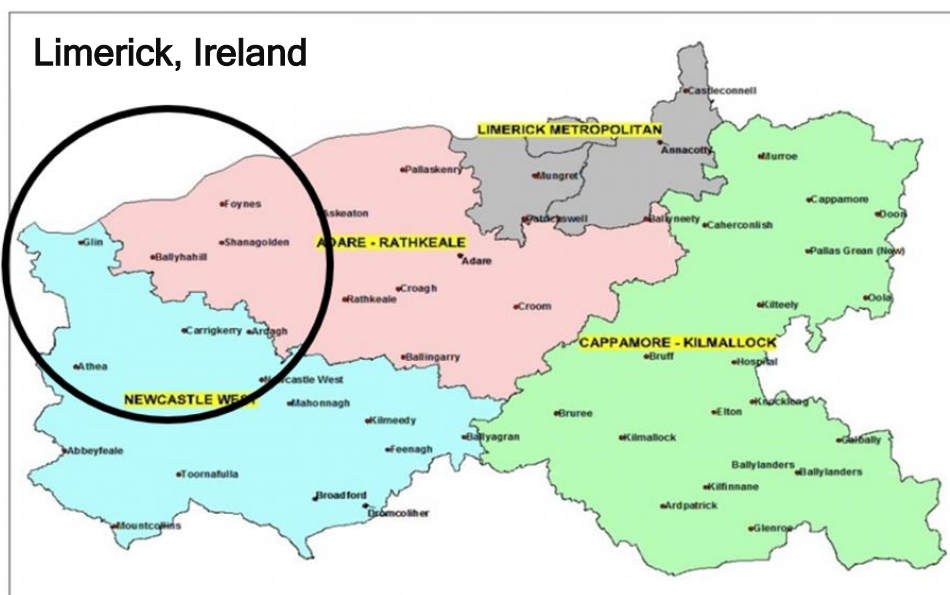 Limerick, Ireland
Castleconnell
LIMERICK METROPOLITAN
Annacotty
Murroe
Pallaskenry
Mungret
Cappamore
Foynes
Askeaton
Patrickswell
Ballyneety
Caherconlish
Doon
Glin
Shanagolden
ADARE - RATHKEALE
Ballyhahill
Adare
Pallas Grean (New)
Croagh
Rathkeale
Croom
Kilteely
Oola
Carrigkerry
Ardagh
CAPPAMORE - KILMALLOCK
Ballingarry
Bruff
Hospital
Athea
Newcastle West
NEWCASTLE WEST
Mahonnagh
Knocklong
Bruree
Elton
Kilmeedy
Ballyagran
Kilmallock
Galbally
Abbeyfeale
Feenagh
Toornafulla
Ballylanders
Ballylanders
Kilfinnane
Broadford
Ardpatrick
Dromcoliher
Mountcollins
Glenroe